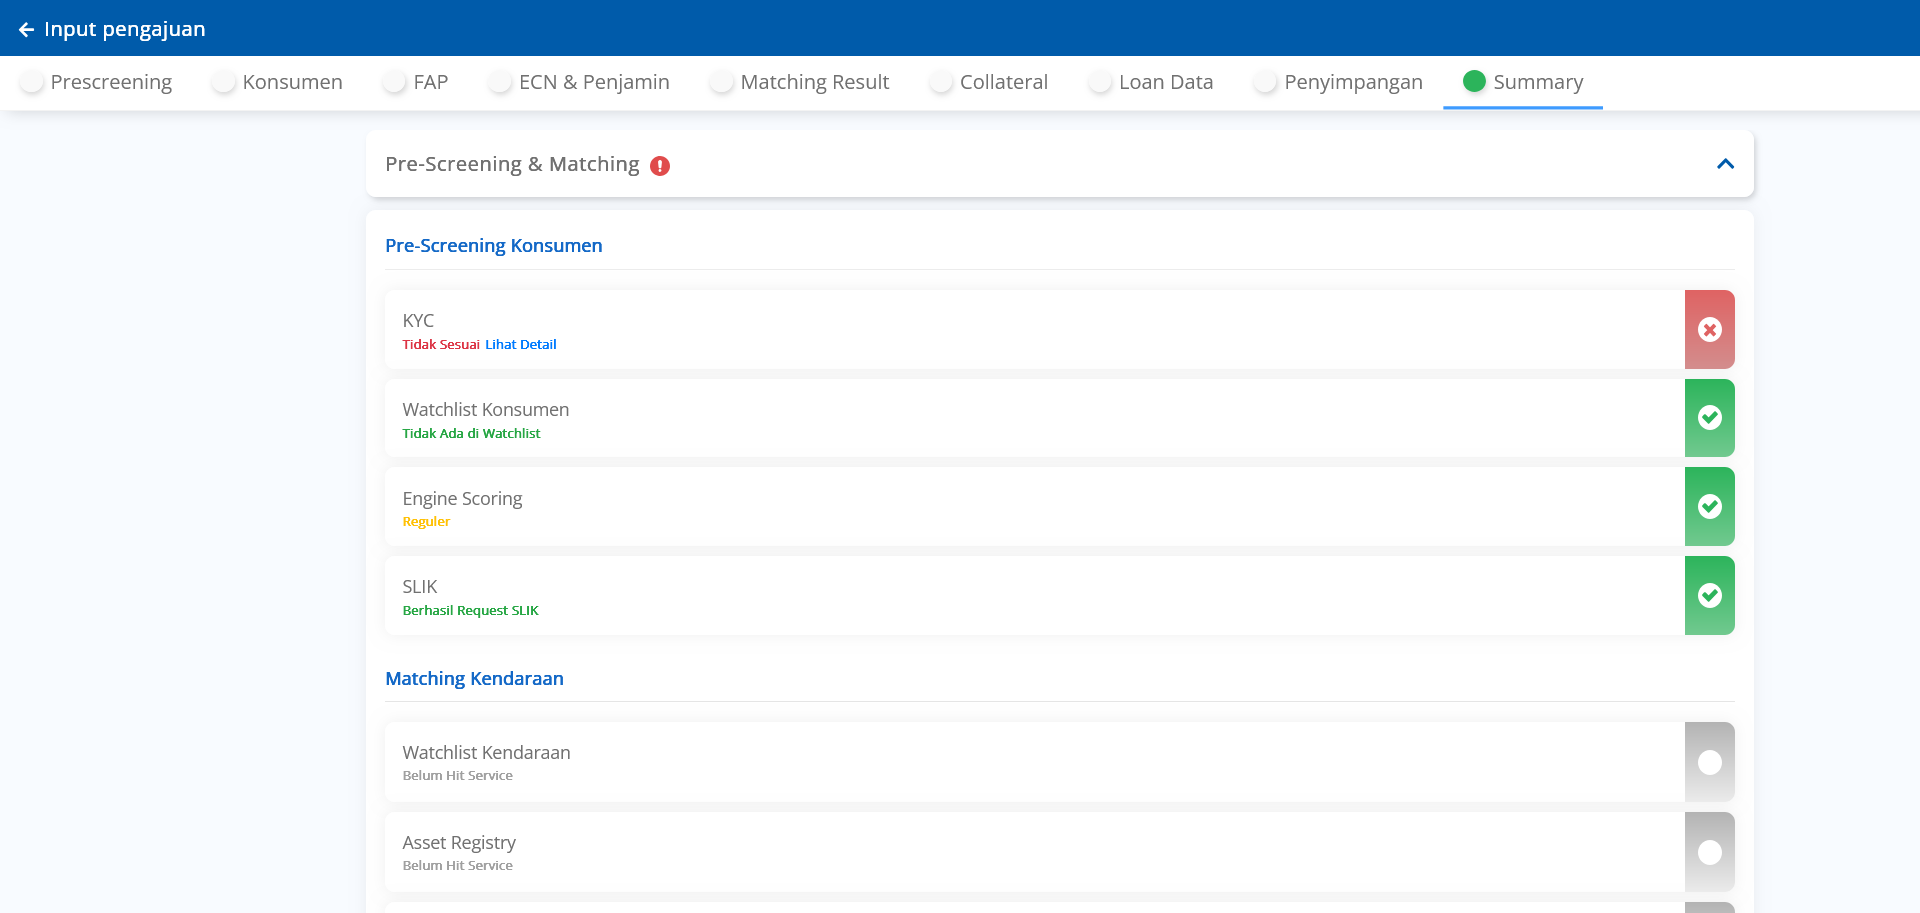 Input pengajuan
Prescreening Konsumen FAP ECN & Penjamin Matching Result Collateral Loan Data Penyimpangan Summary
Pre-Screening & Matching
Pre-Screening Konsumen
KYC
Tidak Sesuai Lihat Detail
Watchlist Konsumen
Tidak Ada di Watchlist
Engine Scoring
Reguler
SLIK
Berhasil Request SLIK
Matching Kendaraan
Watchlist Kendaraan
Belum Hit Service
Asset Registry
Belum Hit Service